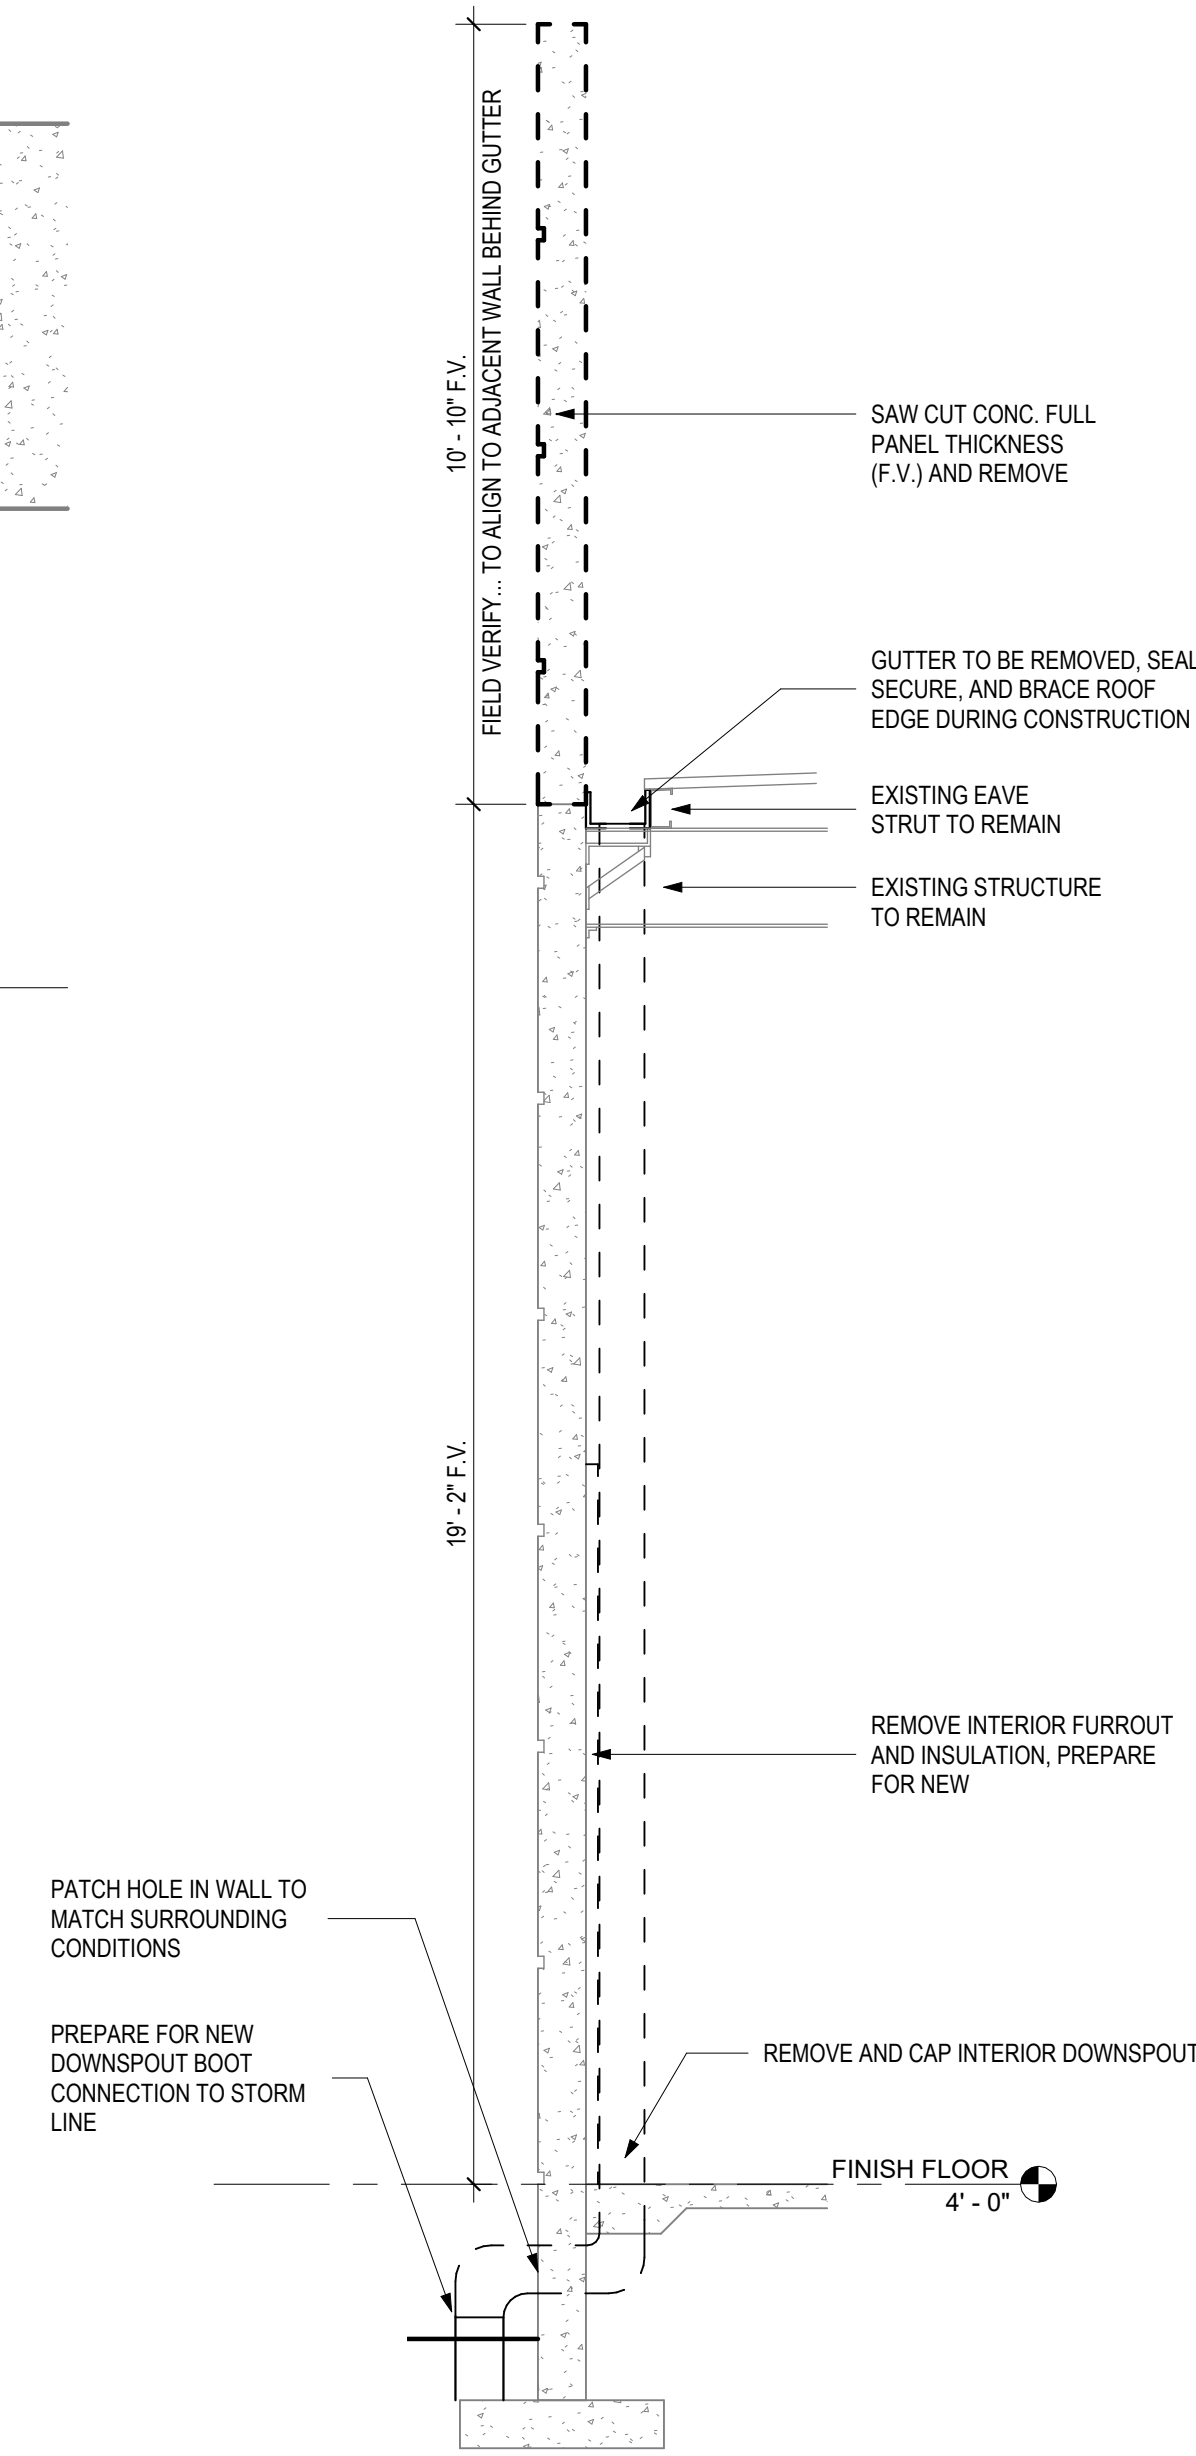 10' - 10" F.V.
FIELD VERIFY... TO ALIGN TO ADJACENT WALL BEHIND GUTTER
SAW CUT CONC. FULL
PANEL THICKNESS
(F.V.) AND REMOVE
GUTTER TO BE REMOVED, SEAL
SECURE, AND BRACE ROOF
EDGE DURING CONSTRUCTION
EXISTING EAVE
STRUT TO REMAIN
EXISTING STRUCTURE
TO REMAIN
19' - 2" F.V.
REMOVE INTERIOR FURROUT
AND INSULATION, PREPARE
FOR NEW
PATCH HOLE IN WALL TO
MATCH SURROUNDING
CONDITIONS
PREPARE FOR NEW
DOWNSPOUT BOOT
CONNECTION TO STORM
LINE
REMOVE AND CAP INTERIOR DOWNSPOUT
FINISH FLOOR
4' - 0"